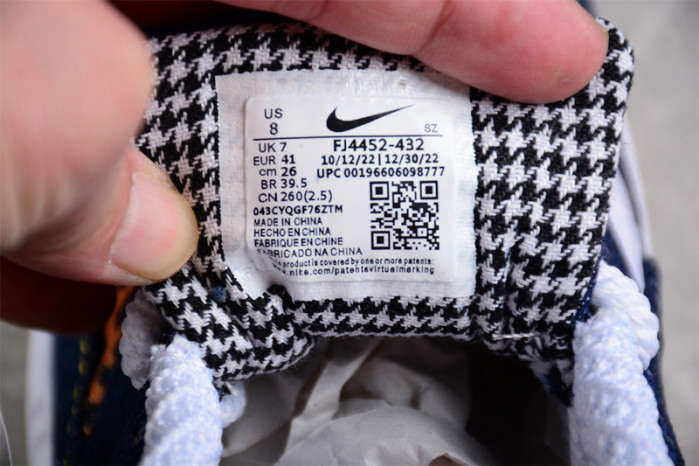 US
8
SZ
UK 7
FJ4452-432
EUR 41
10/12/22 | 12/30/22
cm 26
UPC 00196606098777
BR 39.5
CN 260(2.5)
043CYQGF76ZTM
MADE IN CHINA
HECHO EN CHINA
FABRIQUE EN CHINE
FABRICADO NA CHINA
product is covered by one or more patents:
.nike.com/patentsvirtualmarking